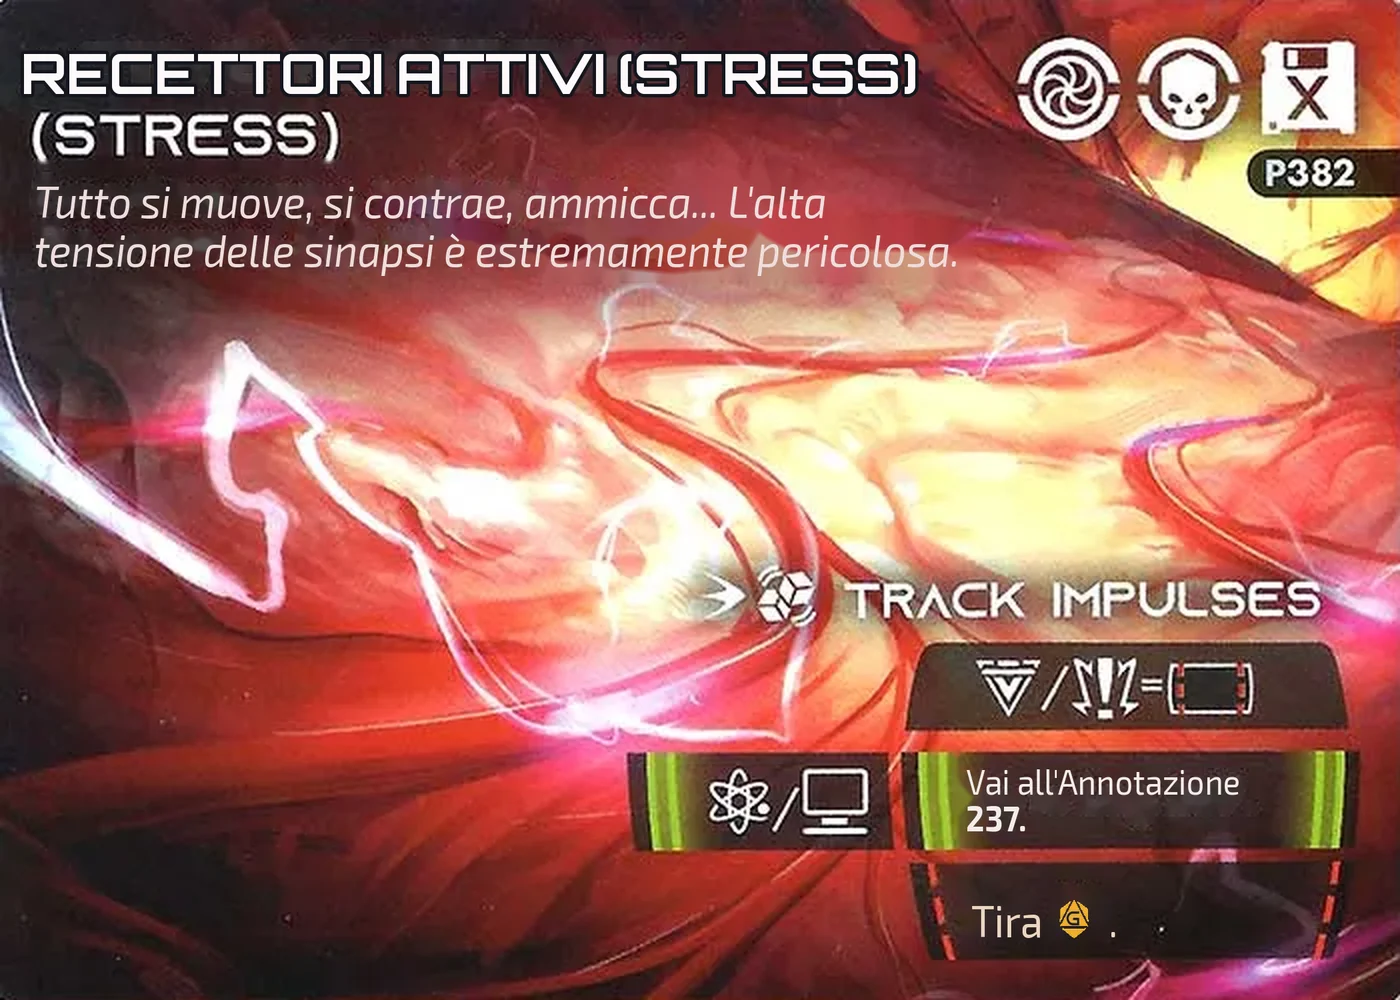 RECETTORI ATTIVI (STRESS)
(STRESS)
P382
Tutto si muove, si contrae, ammicca... L'alta
tensione delle sinapsi è estremamente pericolosa.
TRACK IMPULSES
Vai all'Annotazione
237.
Tira G .